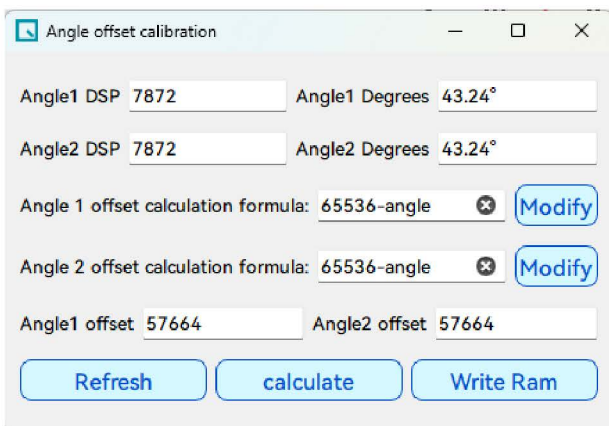 Angle offset calibration
Angle1 DSP 7872 Angle1 Degrees 43.24°
Angle2 DSP 7872 Angle2 Degrees 43.24°
Angle 1 offset calculation formula: 65536-angle Modify
Angle 2 offset calculation formula: 65536-angle Modify
Angle1 offset 57664 Angle2 offset 57664
Refresh calculate Write Ram